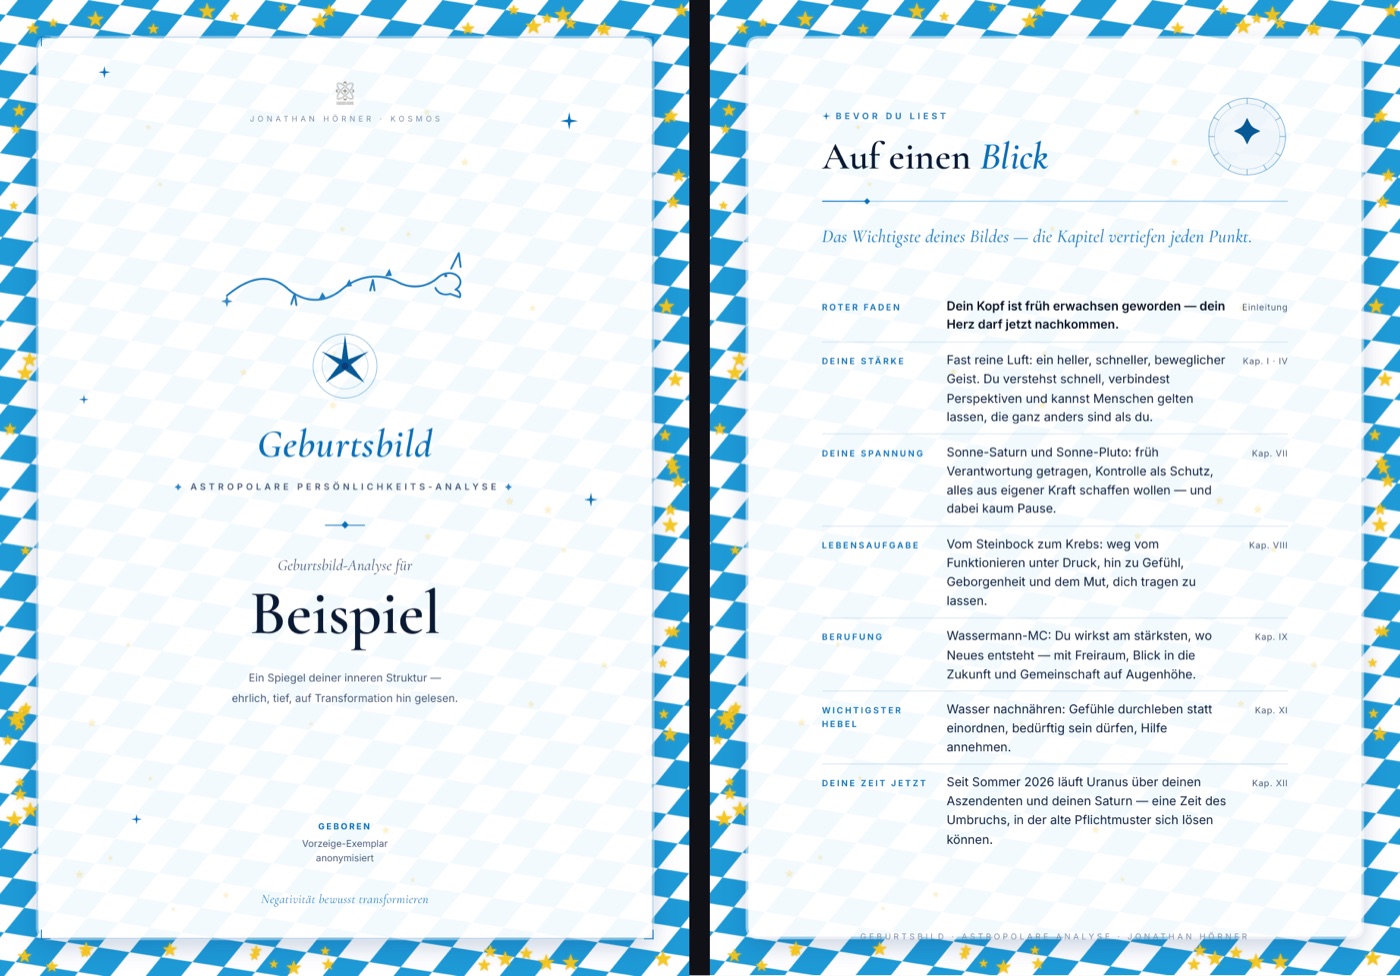 JONATHAN HÖRNER · KOSMOS
Geburtsbild
ASTROPOLARE PERSÖNLICHKEITS-ANALYSE
Geburtsbild-Analyse für
Beispiel
Ein Spiegel deiner inneren Struktur —
ehrlich, tief, auf Transformation hin gelesen.
GEBOREN
Vorzeige-Exemplar
anonymisiert
Negativität bewusst transformieren
BEVOR DU LIEST
Auf einen Blick
Das Wichtigste deines Bildes — die Kapitel vertiefen jeden Punkt.
ROTER FADEN
Dein Kopf ist früh erwachsen geworden — dein
Herz darf jetzt nachkommen.
Einleitung
DEINE STÄRKE
Fast reine Luft: ein heller, schneller, beweglicher
Geist. Du verstehst schnell, verbindest
Perspektiven und kannst Menschen gelten
lassen, die ganz anders sind als du.
Kap. I · IV
DEINE SPANNUNG
Sonne-Saturn und Sonne-Pluto: früh
Verantwortung getragen, Kontrolle als Schutz,
alles aus eigener Kraft schaffen wollen — und
dabei kaum Pause.
Kap. VII
LEBENSAUFGABE
Vom Steinbock zum Krebs: weg vom
Funktionieren unter Druck, hin zu Gefühl,
Geborgenheit und dem Mut, dich tragen zu
lassen.
Kap. VIII
BERUFUNG
Wassermann-MC: Du wirkst am stärksten, wo
Neues entsteht — mit Freiraum, Blick in die
Zukunft und Gemeinschaft auf Augenhöhe.
Kap. IX
WICHTIGSTER
HEBEL
Wasser nachnähren: Gefühle durchleben statt
einordnen, bedürftig sein dürfen, Hilfe
annehmen.
Kap. XI
DEINE ZEIT JETZT
Seit Sommer 2026 läuft Uranus über deinen
Aszendenten und deinen Saturn — eine Zeit des
Umbruchs, in der alte Pflichtmuster sich lösen
können.
Kap. XII
GEBURTSBILD · ASTROPOLARE ANALYSE · JONATHAN HÖRNER